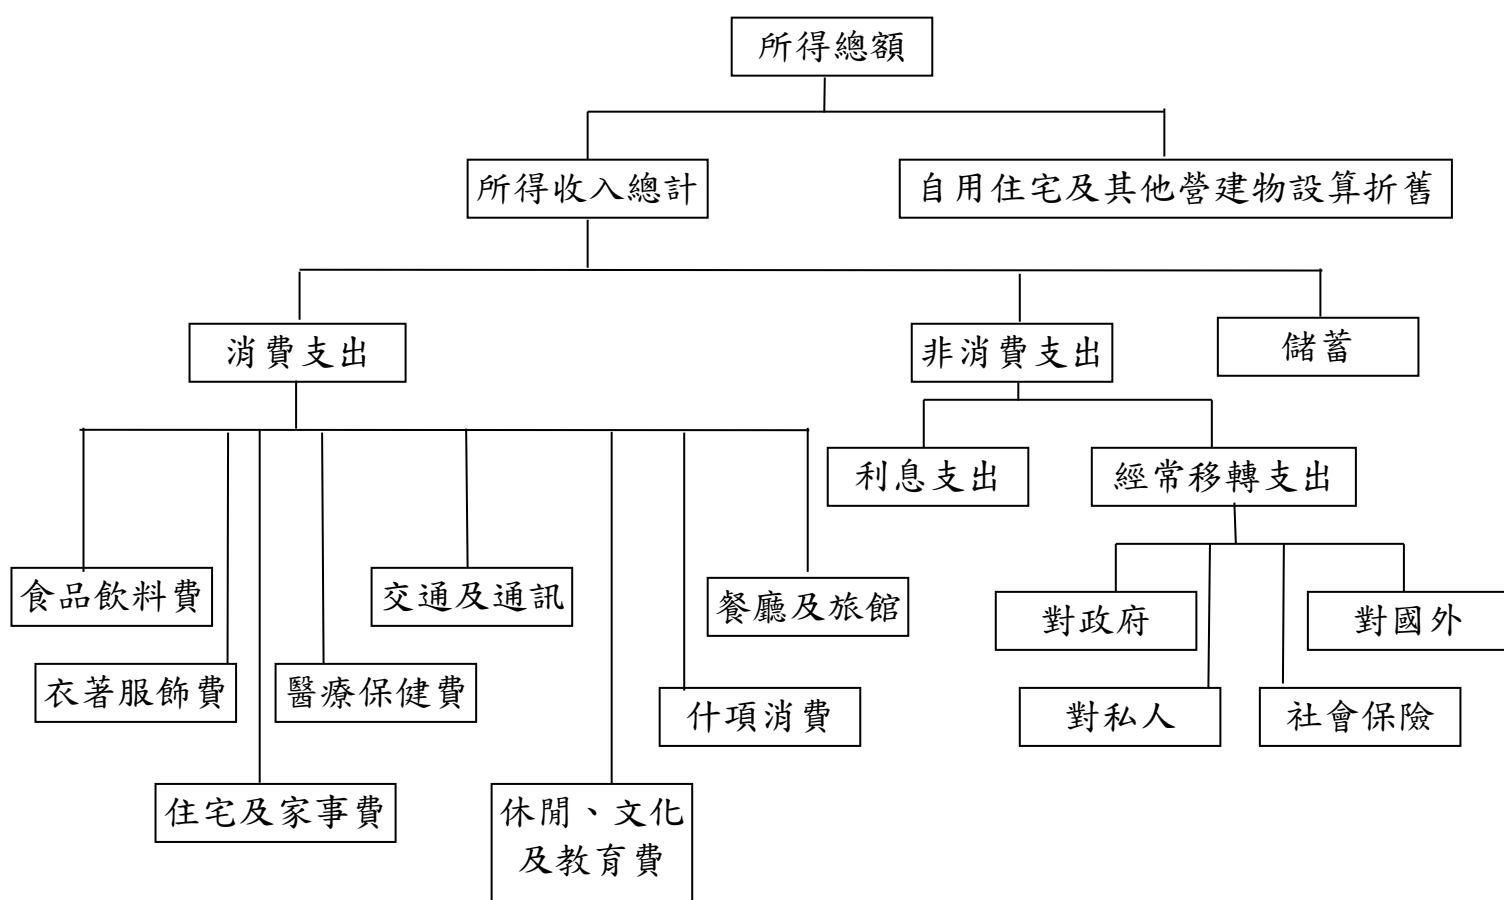 所得總額
所得收入總計
自用住宅及其他營建物設算折舊
消費支出
非消費支出
儲蓄
利息支出
經常移轉支出
食品飲料費
交通及通訊
餐廳及旅館
對政府
對國外
衣著服飾費
醫療保健費
什項消費
對私人
社會保險
住宅及家事費
休閒、文化
及教育費